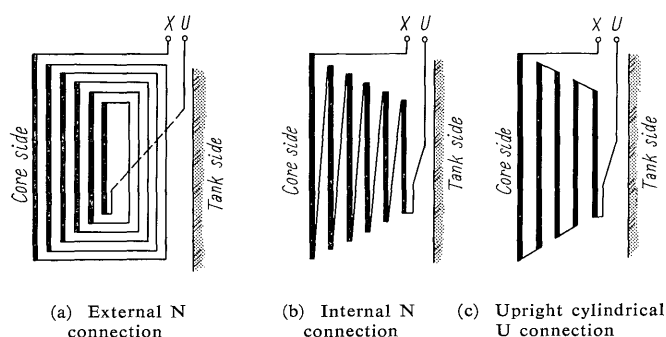 X U
Core side
Tank side
X U
Core side
Tank side
X U
Core side
Tank side
(a) External N
connection
(b) Internal N
connection
(c) Upright cylindrical
U connection